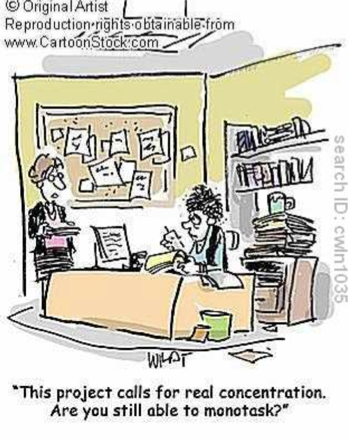 © Original Artist
Reproduction rights obtainable from
www.CartoonStock.com
search ID: cwln1035
WILDT
"This project calls for real concentration.
Are you still able to monotask?"